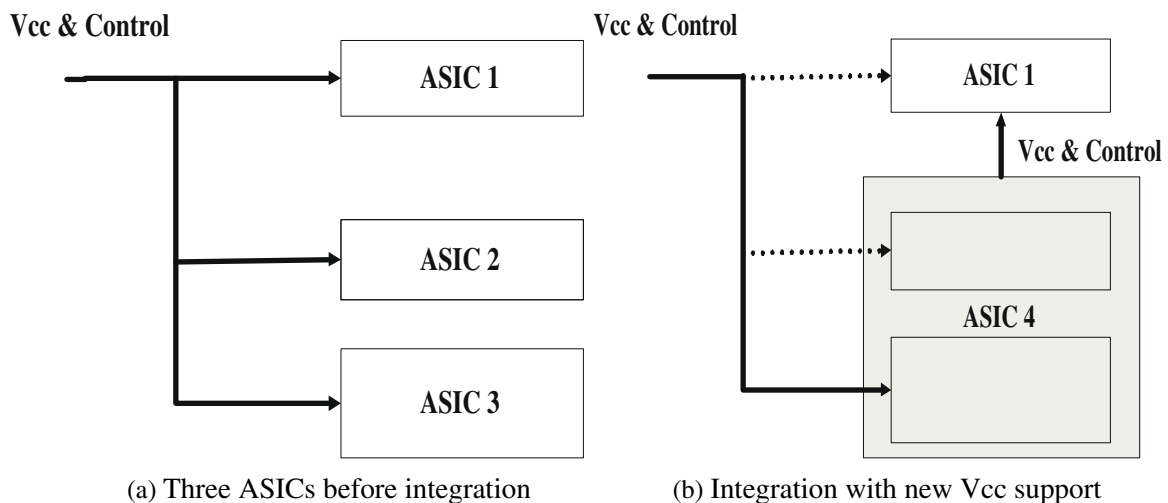 Vcc & Control
ASIC 1
ASIC 2
ASIC 3
(a) Three ASICs before integration
Vcc & Control
ASIC 1
Vcc & Control
ASIC 4
(b) Integration with new Vcc support